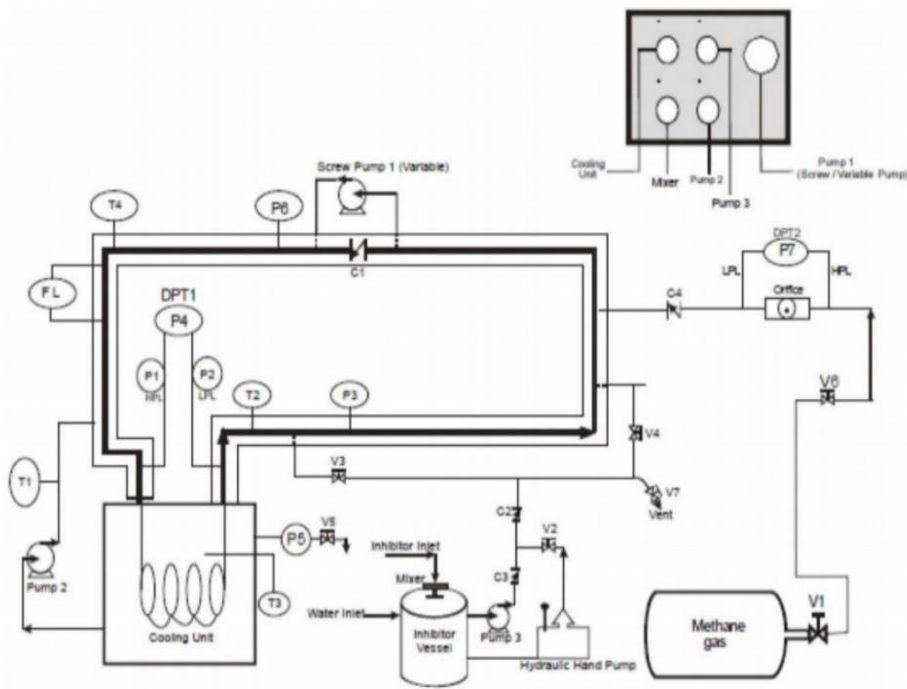 Cooling
Unit
Mixer
Pump 2
Pump 3
Pump 1
(Screw / Variable Pump)
Screw Pump 1 (Variable)
T4
P6
C1
FL
DPT1
P4
P1
HPL
P2
LPL
T2
P3
DPT2
P7
LPL
HPL
Orifice
C4
V6
V4
V3
V7
Vent
T1
Pump 2
P5
V5
T3
Cooling Unit
C2
V2
C3
Inhibitor Inlet
Mixer
Water Inlet
Inhibitor
Vessel
Pump 3
Hydraulic Hand Pump
Methane
gas
V1